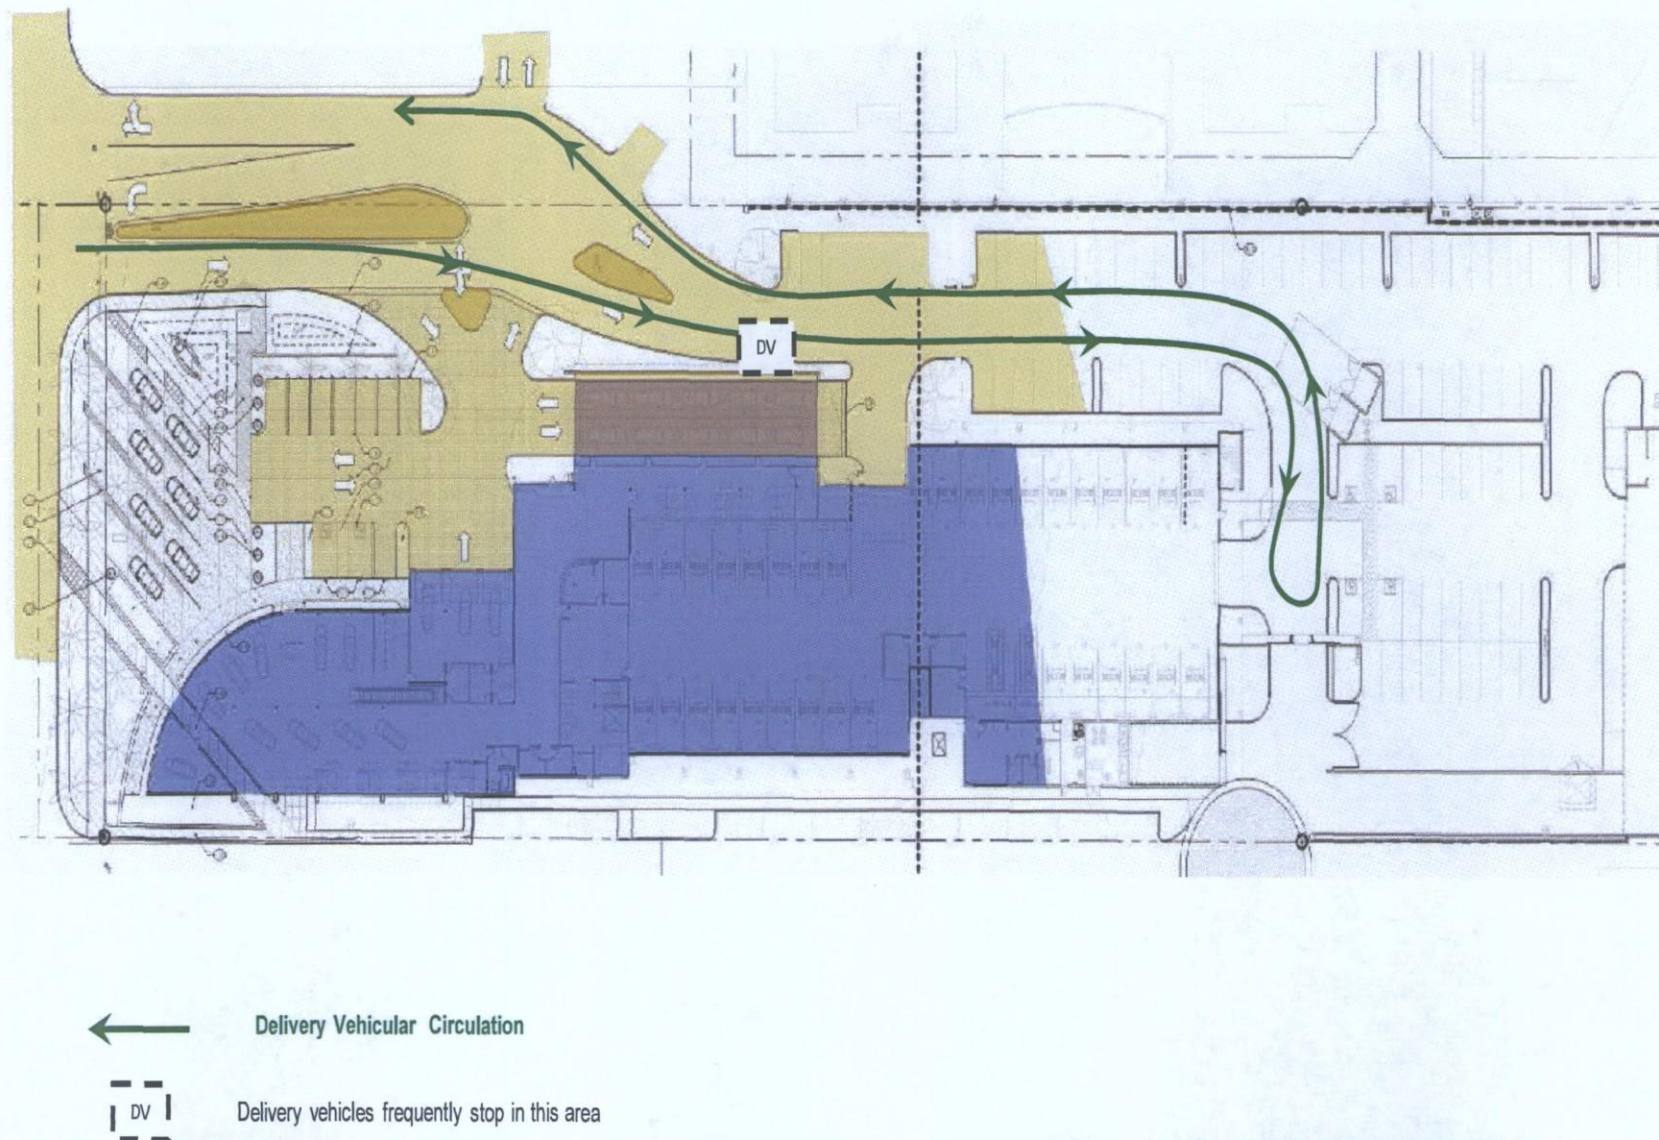 DV
Delivery Vehicular Circulation
DV
Delivery vehicles frequently stop in this area